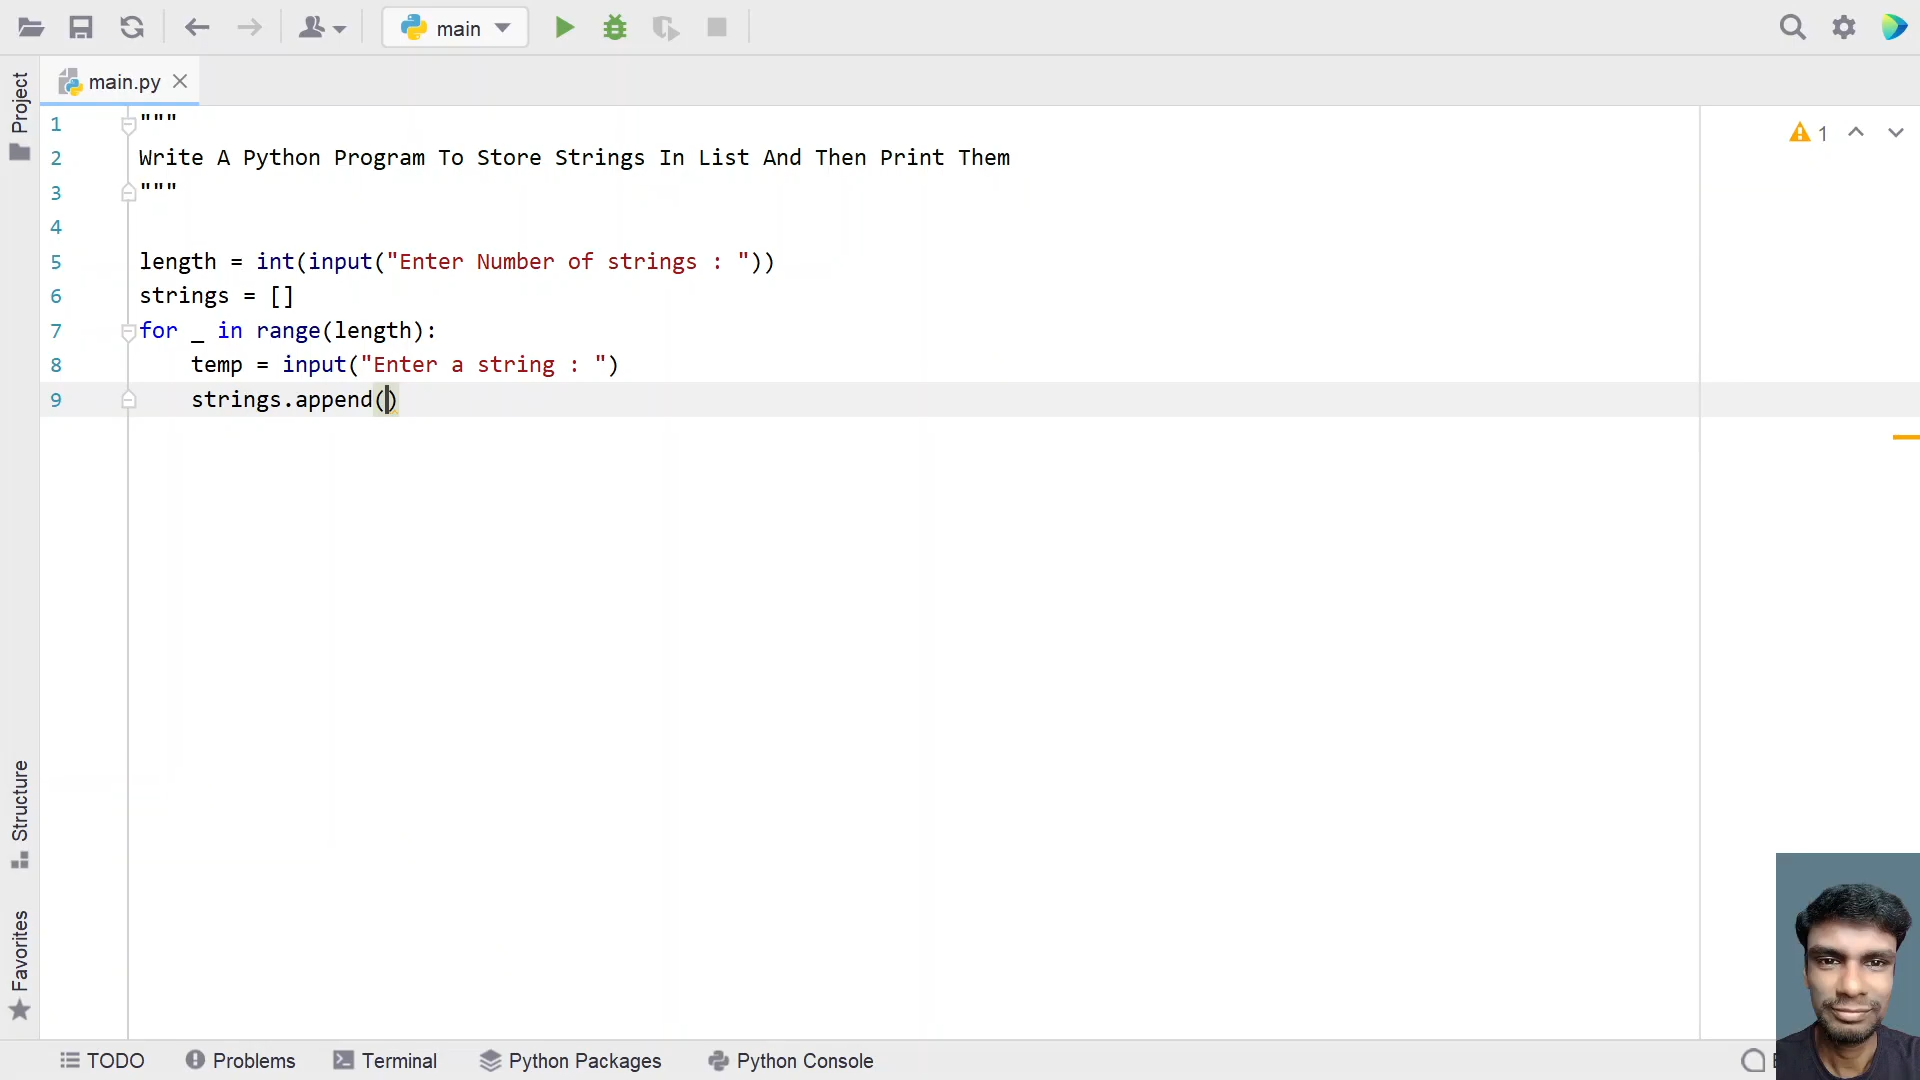 main
main.py
Project
1
1 """
2 Write A Python Program To Store Strings In List And Then Print Them
3 """
4
5 length = int(input("Enter Number of strings : "))
6 strings = []
7 for _ in range(length):
8     temp = input("Enter a string : ")
9     strings.append()
Structure
Favorites
TODO Problems Terminal Python Packages Python Console